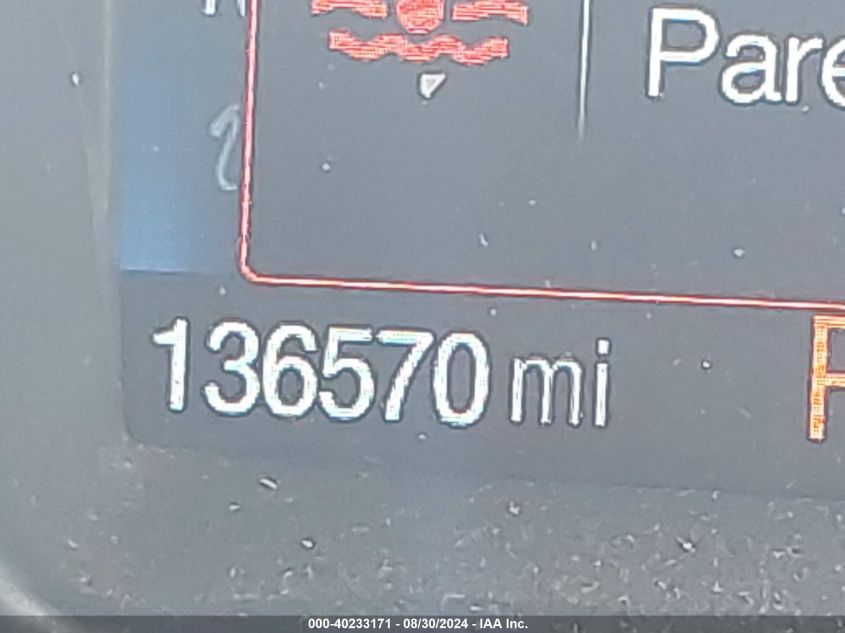 Pare
136570 mi
000-40233171 - 08/30/2024 - IAA Inc.